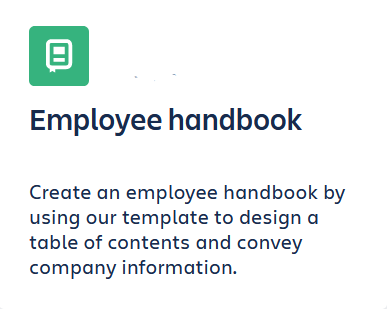 Employee handbook
Create an employee handbook by
using our template to design a
table of contents and convey
company information.